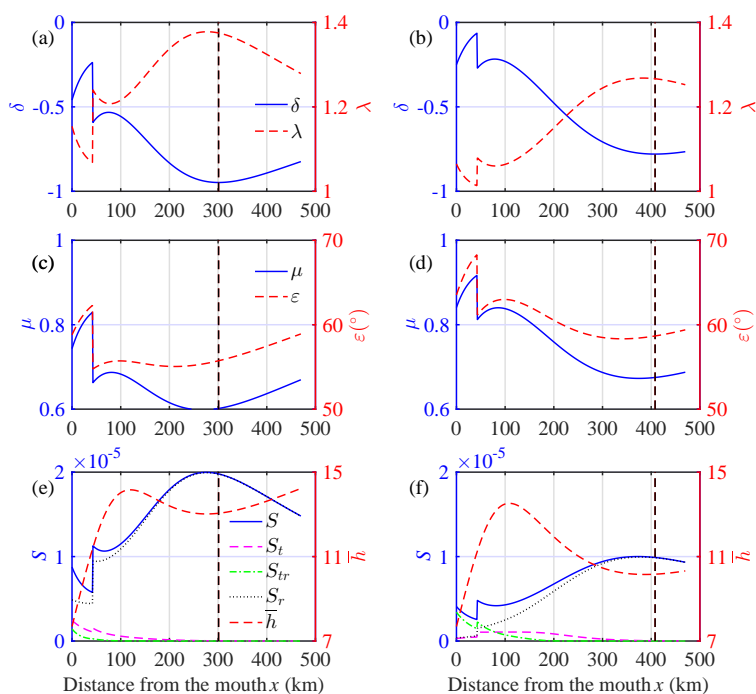 (a)
0
-0.5
-1
δ
1.4
1.2
1
λ
δ
λ
0 100 200 300 400 500
(b)
0
-0.5
-1
δ
1.4
1.2
1
λ
0 100 200 300 400 500
(c)
1
0.8
0.6
μ
70
60
50
ε(°)
μ
ε
0 100 200 300 400 500
(d)
1
0.8
0.6
μ
70
60
50
ε(°)
0 100 200 300 400 500
×10⁻⁵
(e)
2
1
0
S
15
11
7
h̅
S
Sₜ
Sₜᵣ
Sᵣ
h̅
0 100 200 300 400 500
Distance from the mouth x (km)
×10⁻⁵
(f)
2
1
0
S
15
11
7
h̅
0 100 200 300 400 500
Distance from the mouth x (km)